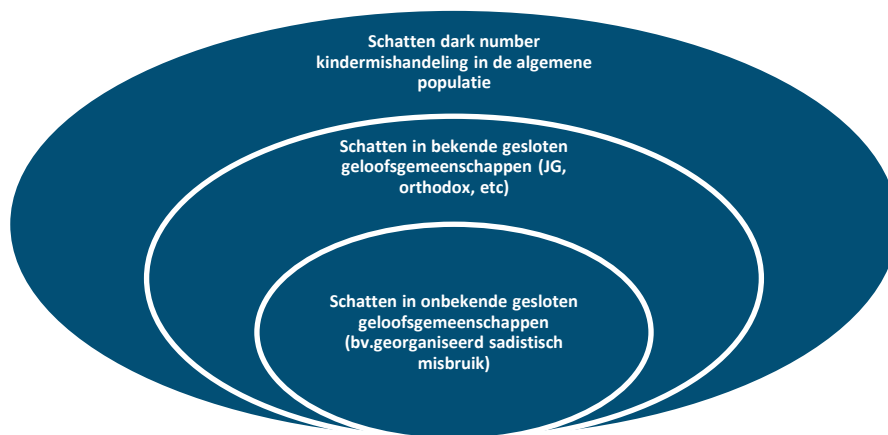 Schatten dark number
kindermishandeling in de algemene
populatie
Schatten in bekende gesloten
geloofsgemeenschappen (JG,
orthodox, etc)
Schatten in onbekende gesloten
geloofsgemeenschappen
(bv.georganiseerd sadistisch
misbruik)